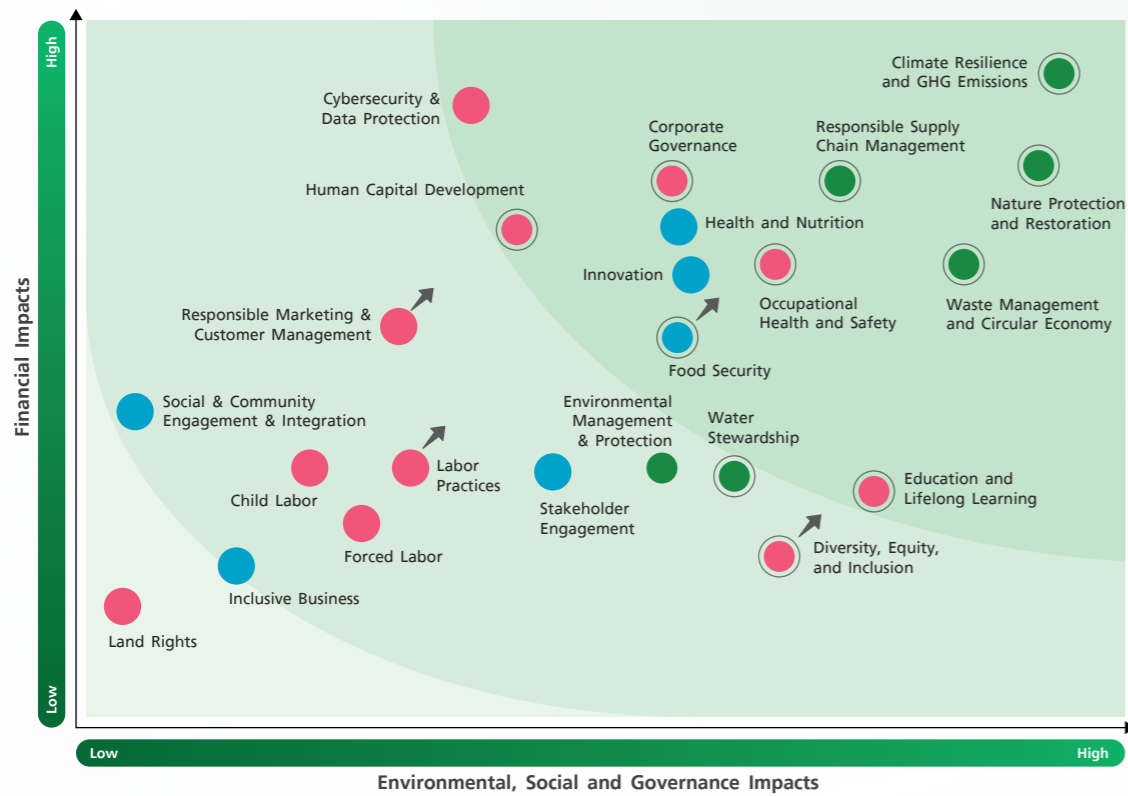 High
Climate Resilience
and GHG Emissions
Cybersecurity &
Data Protection
Corporate
Governance
Responsible Supply
Chain Management
Human Capital Development
Nature Protection
and Restoration
Health and Nutrition
Innovation
Occupational
Health and Safety
Waste Management
and Circular Economy
Responsible Marketing &
Customer Management
Food Security
Financial Impacts
Social & Community
Engagement & Integration
Environmental
Management
& Protection
Water
Stewardship
Labor
Practices
Child Labor
Stakeholder
Engagement
Education and
Lifelong Learning
Forced Labor
Diversity, Equity,
and Inclusion
Inclusive Business
Land Rights
Low
Low
High
Environmental, Social and Governance Impacts